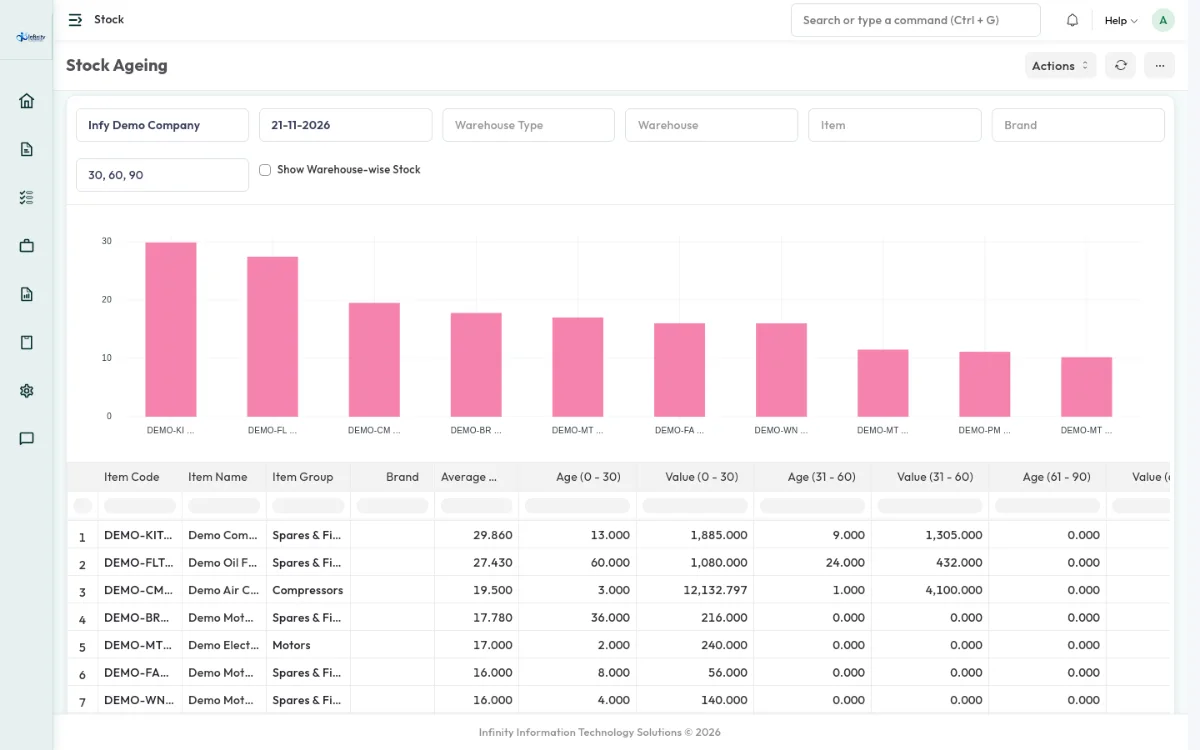 Infinity
Stock
Search or type a command (Ctrl + G)
Help
A
Stock Ageing
Actions
...
Infy Demo Company
21-11-2026
Warehouse Type
Warehouse
Item
Brand
30, 60, 90
Show Warehouse-wise Stock
30
20
10
0
DEMO-KI ...
DEMO-FL ...
DEMO-CM ...
DEMO-BR ...
DEMO-MT ...
DEMO-FA ...
DEMO-WN ...
DEMO-MT ...
DEMO-PM ...
DEMO-MT ...
Item Code Item Name Item Group Brand Average ... Age (0 - 30) Value (0 - 30) Age (31 - 60) Value (31 - 60) Age (61 - 90) Value (
1 DEMO-KIT... Demo Com... Spares & Fi... 29.860 13.000 1,885.000 9.000 1,305.000 0.000
2 DEMO-FLT... Demo Oil F... Spares & Fi... 27.430 60.000 1,080.000 24.000 432.000 0.000
3 DEMO-CM... Demo Air C... Compressors 19.500 3.000 12,132.797 1.000 4,100.000 0.000
4 DEMO-BR... Demo Mot... Spares & Fi... 17.780 36.000 216.000 0.000 0.000 0.000
5 DEMO-MT... Demo Elect... Motors 17.000 2.000 240.000 0.000 0.000 0.000
6 DEMO-FA... Demo Mot... Spares & Fi... 16.000 8.000 56.000 0.000 0.000 0.000
7 DEMO-WN... Demo Mot... Spares & Fi... 16.000 4.000 140.000 0.000 0.000 0.000
Infinity Information Technology Solutions © 2026